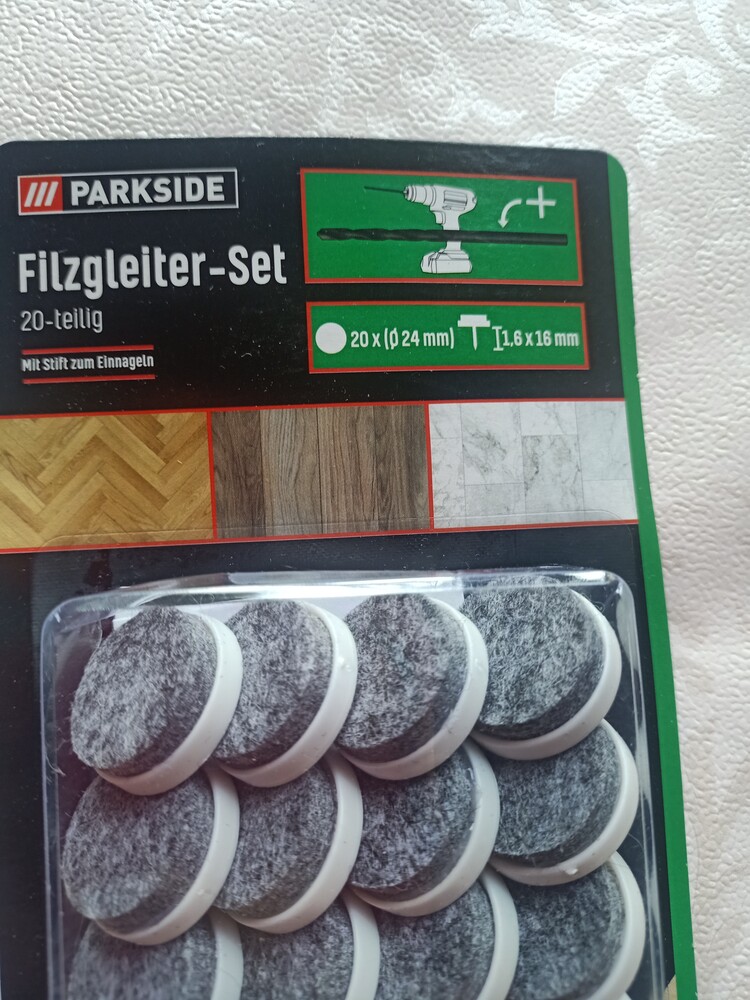 PARKSIDE
Filzgleiter-Set
20-teilig
Mit Stift zum Einnageln
20 x (Ø 24 mm) 1,6 x 16 mm